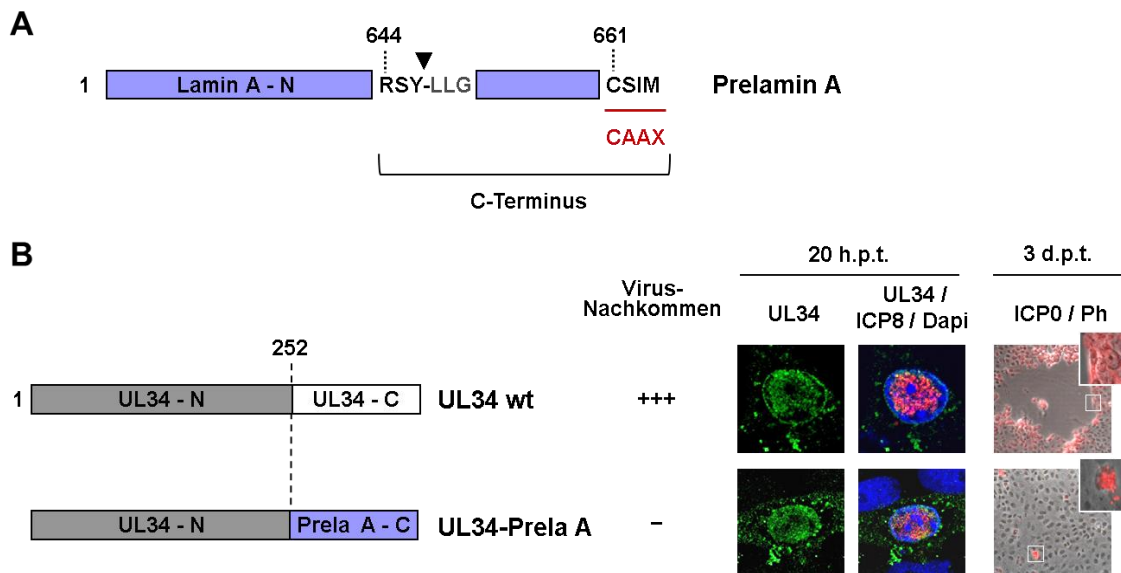 A
644
661
1
Lamin A - N
RSY-LLG
CSIM
Prelamin A
CAAX
C-Terminus
B
20 h.p.t.
3 d.p.t.
Virus-
Nachkommen
UL34
UL34 /
ICP8 / Dapi
ICP0 / Ph
252
1
UL34 - N
UL34 - C
UL34 wt
+++
UL34 - N
Prela A - C
UL34-Prela A
–